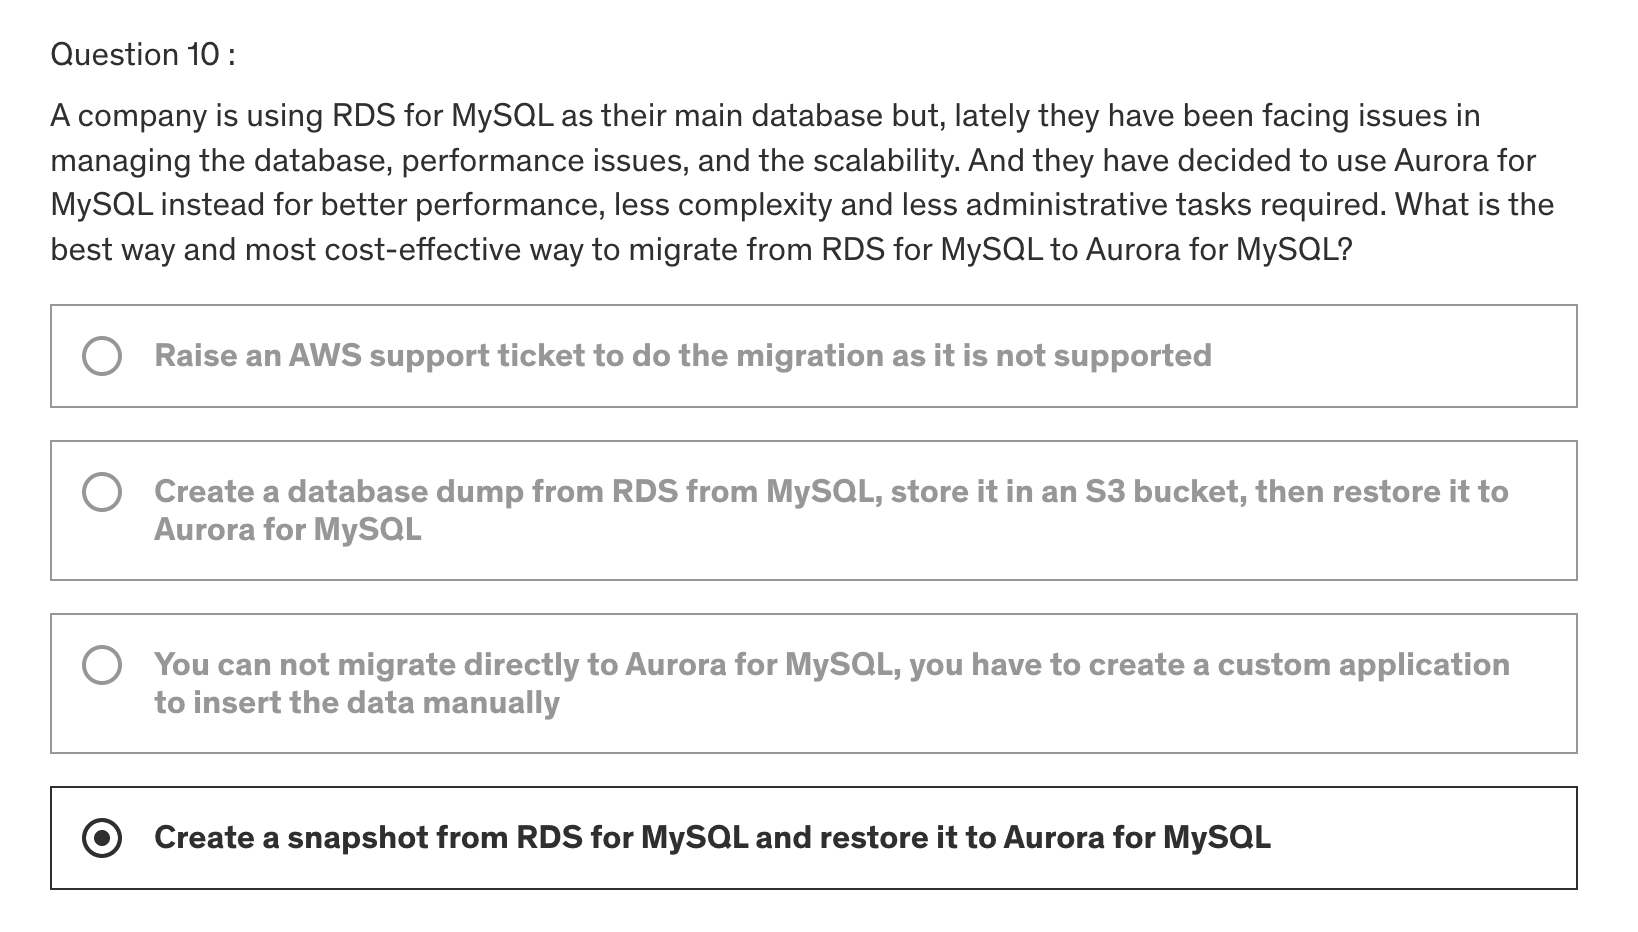 Question 10 :
A company is using RDS for MySQL as their main database but, lately they have been facing issues in
managing the database, performance issues, and the scalability. And they have decided to use Aurora for
MySQL instead for better performance, less complexity and less administrative tasks required. What is the
best way and most cost-effective way to migrate from RDS for MySQL to Aurora for MySQL?
Raise an AWS support ticket to do the migration as it is not supported
Create a database dump from RDS from MySQL, store it in an S3 bucket, then restore it to
Aurora for MySQL
You can not migrate directly to Aurora for MySQL, you have to create a custom application
to insert the data manually
Create a snapshot from RDS for MySQL and restore it to Aurora for MySQL